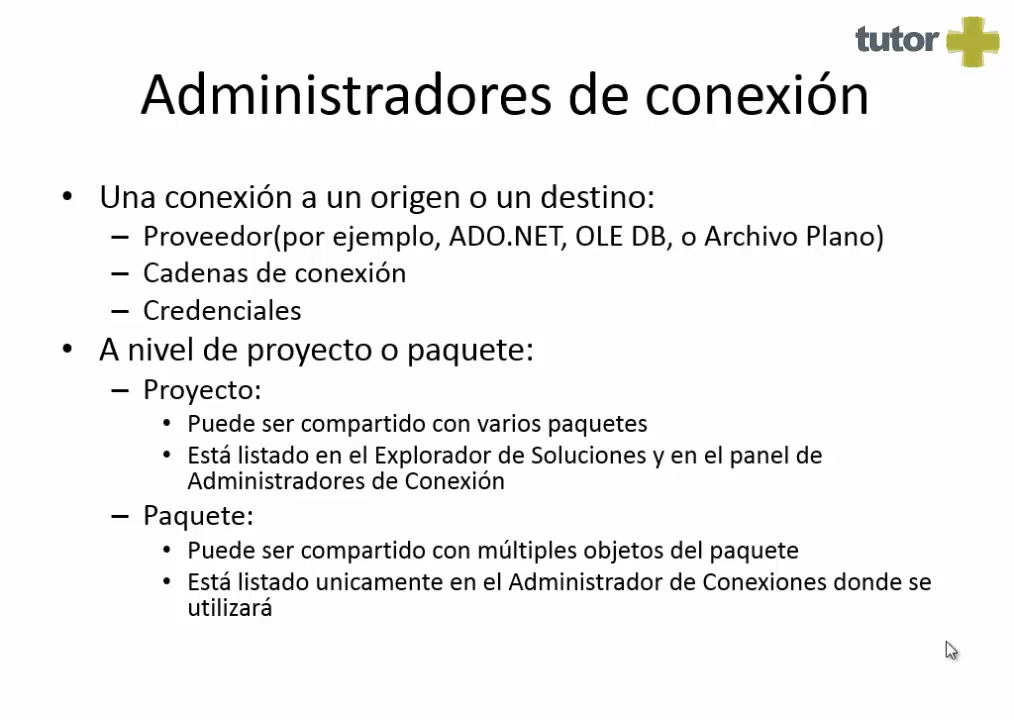 tutor
Administradores de conexión
• Una conexión a un origen o un destino:
– Proveedor(por ejemplo, ADO.NET, OLE DB, o Archivo Plano)
– Cadenas de conexión
– Credenciales
• A nivel de proyecto o paquete:
– Proyecto:
• Puede ser compartido con varios paquetes
• Está listado en el Explorador de Soluciones y en el panel de
Administradores de Conexión
– Paquete:
• Puede ser compartido con múltiples objetos del paquete
• Está listado unicamente en el Administrador de Conexiones donde se
utilizará